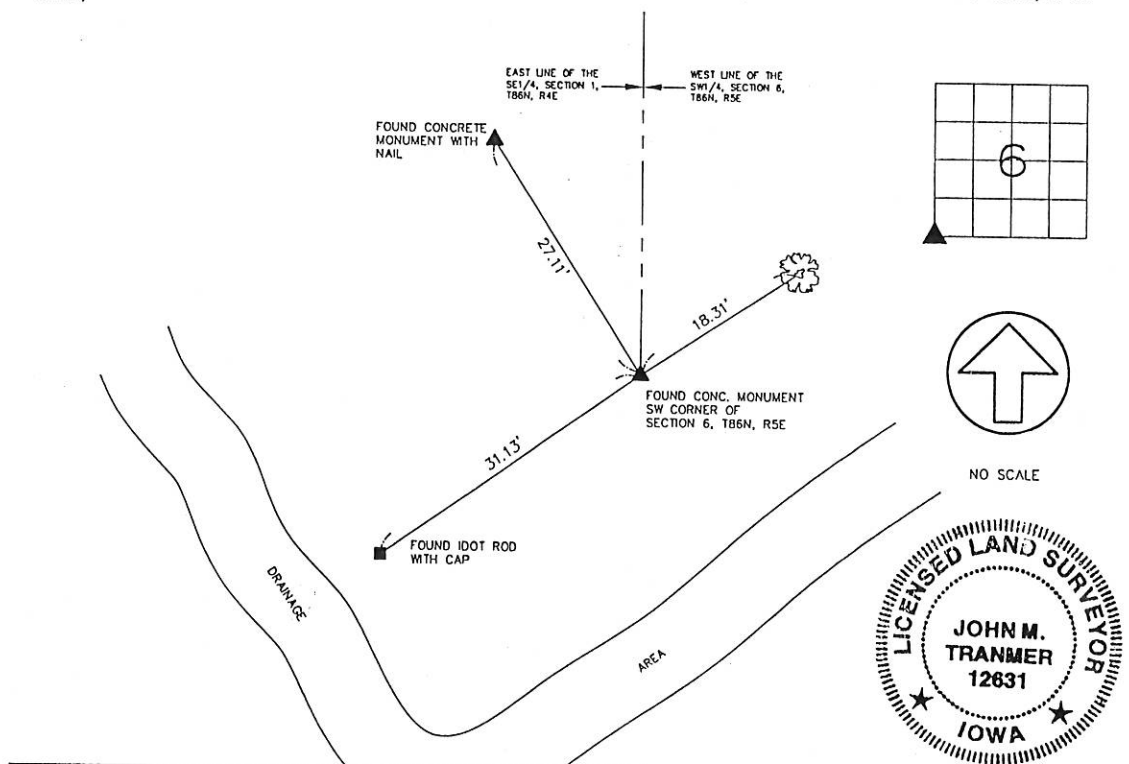 EAST LINE OF THE
SE1/4, SECTION 1,
T86N, R4E
WEST LINE OF THE
SW1/4, SECTION 6,
T86N, R5E
FOUND CONCRETE
MONUMENT WITH
NAIL
6
27.11'
18.31'
FOUND CONC. MONUMENT
SW CORNER OF
SECTION 6, T86N, R5E
31.13'
NO SCALE
FOUND IDOT ROD
WITH CAP
DRAINAGE
AREA
LICENSED LAND SURVEYOR
JOHN M.
TRANMER
12631
IOWA